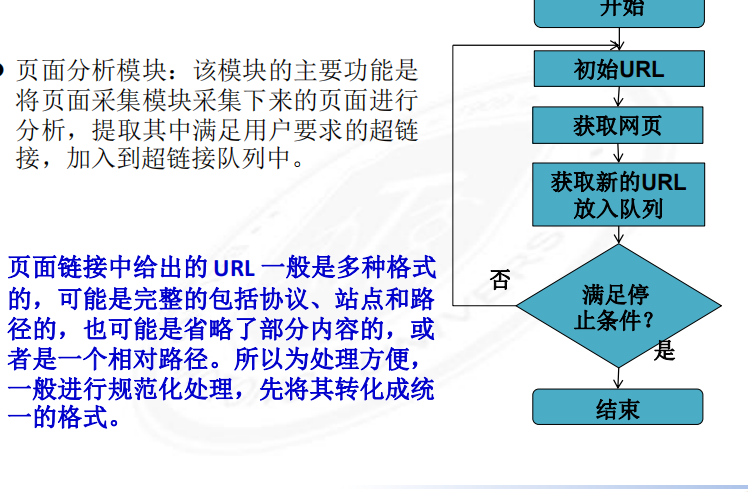 页面分析模块：该模块的主要功能是
将页面采集模块采集下来的页面进行
分析，提取其中满足用户要求的超链
接，加入到超链接队列中。
页面链接中给出的 URL 一般是多种格式
的，可能是完整的包括协议、站点和路
径的，也可能是省略了部分内容的，或
者是一个相对路径。所以为处理方便，
一般进行规范化处理，先将其转化成统
一的格式。
开始
初始URL
获取网页
获取新的URL
放入队列
否
满足停
止条件？
是
结束